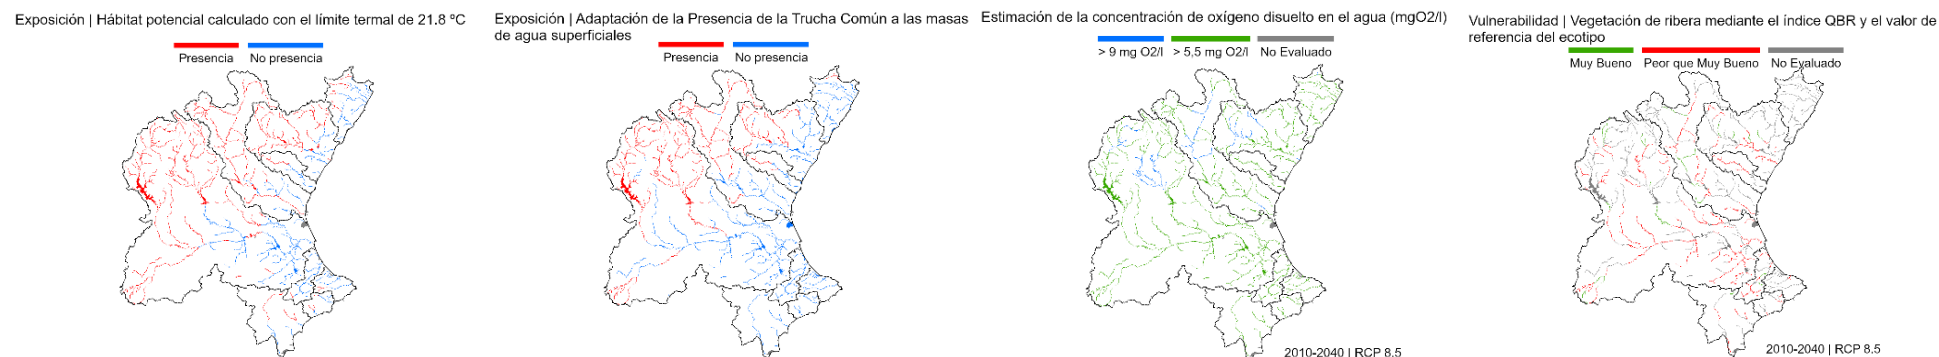 Exposición | Hábitat potencial calculado con el límite termal de 21.8 ºC
Presencia
No presencia
Exposición | Adaptación de la Presencia de la Trucha Común a las masas
de agua superficiales
Presencia
No presencia
Estimación de la concentración de oxígeno disuelto en el agua (mgO2/l)
> 9 mg O2/l
> 5,5 mg O2/l
No Evaluado
2010-2040 | RCP 8.5
Vulnerabilidad | Vegetación de ribera mediante el índice QBR y el valor de
referencia del ecotipo
Muy Bueno
Peor que Muy Bueno
No Evaluado
2010-2040 | RCP 8.5